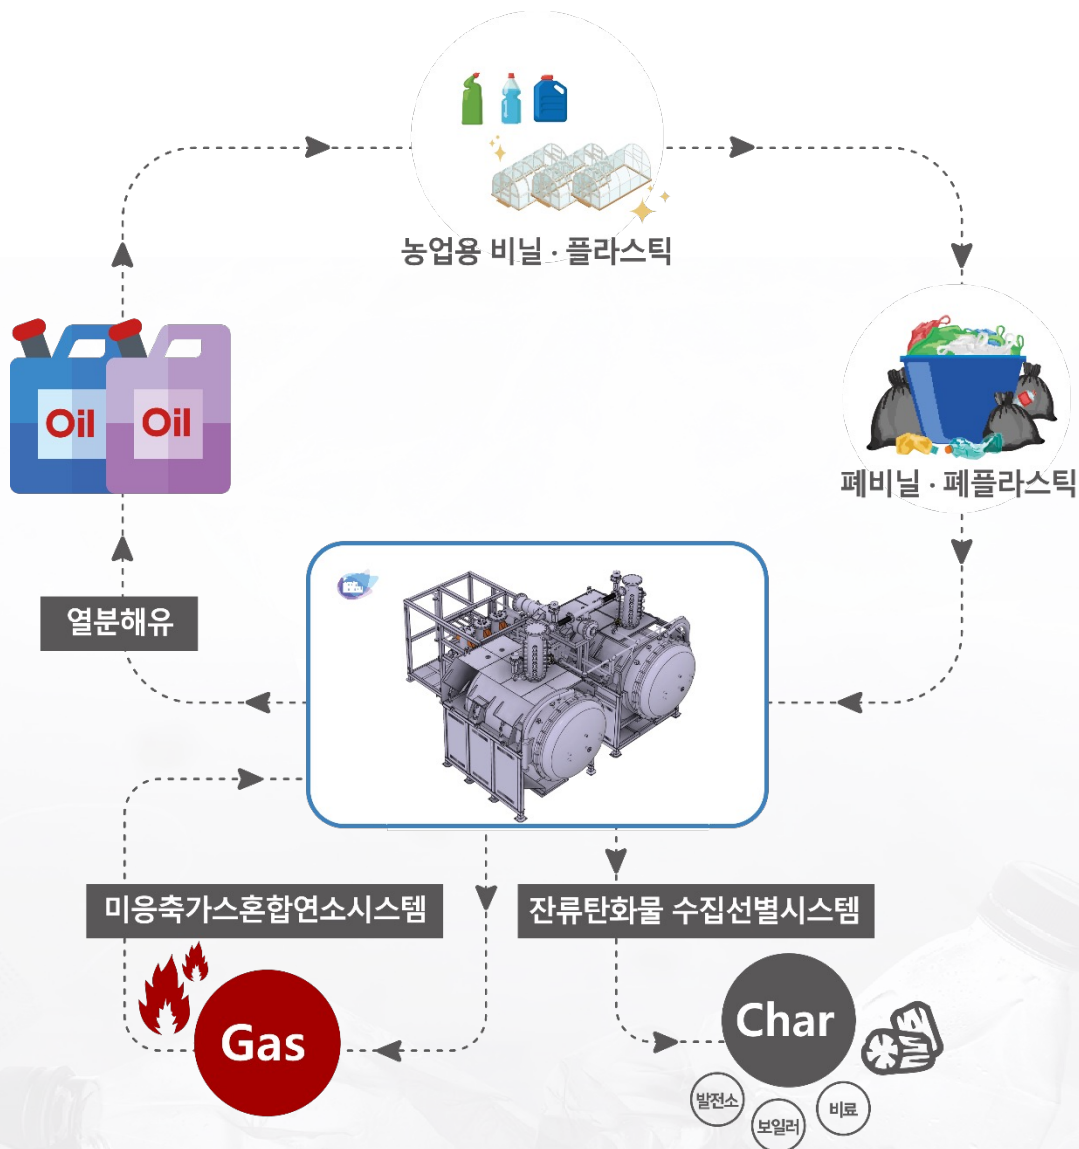 농업용 비닐 · 플라스틱
Oil
Oil
폐비닐 · 폐플라스틱
열분해유
미응축가스혼합연소시스템
잔류탄화물 수집선별시스템
Gas
Char
발전소
보일러
비료